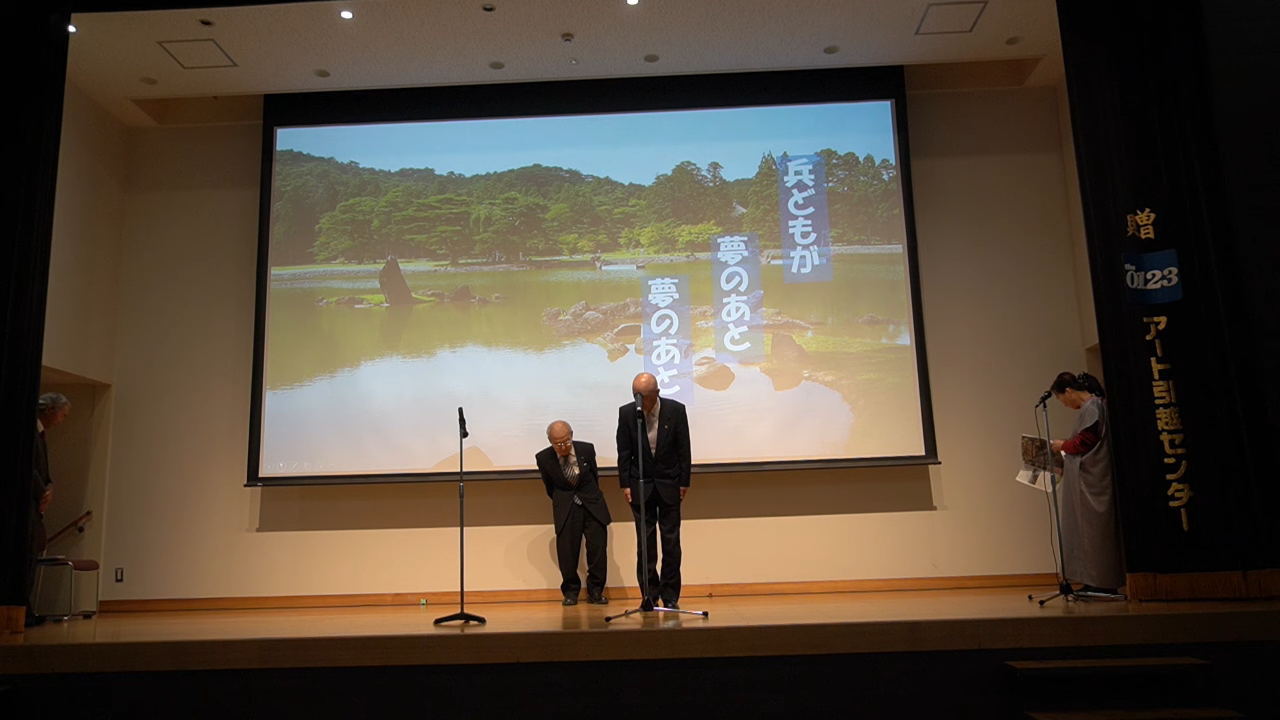 兵どもが
夢のあと
夢のあと
贈
the
0123
アート引越センター